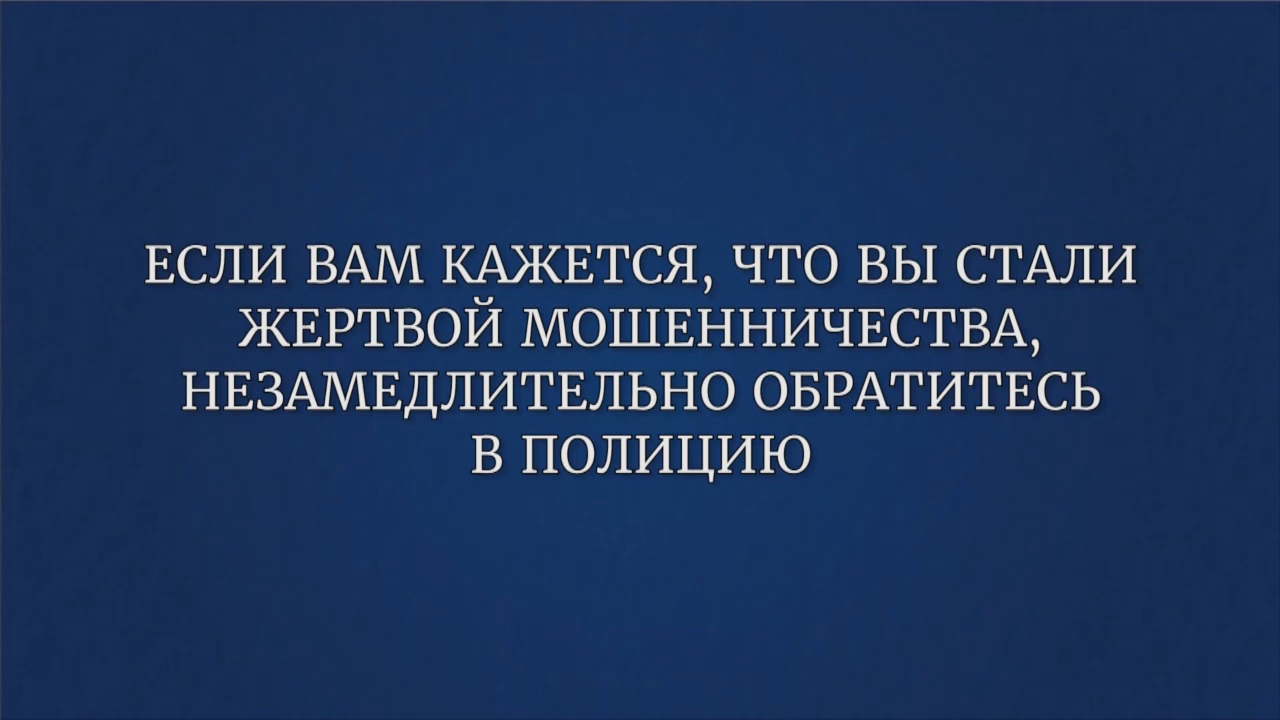 ЕСЛИ ВАМ КАЖЕТСЯ, ЧТО ВЫ СТАЛИ
ЖЕРТВОЙ МОШЕННИЧЕСТВА,
НЕЗАМЕДЛИТЕЛЬНО ОБРАТИТЕСЬ
В ПОЛИЦИЮ